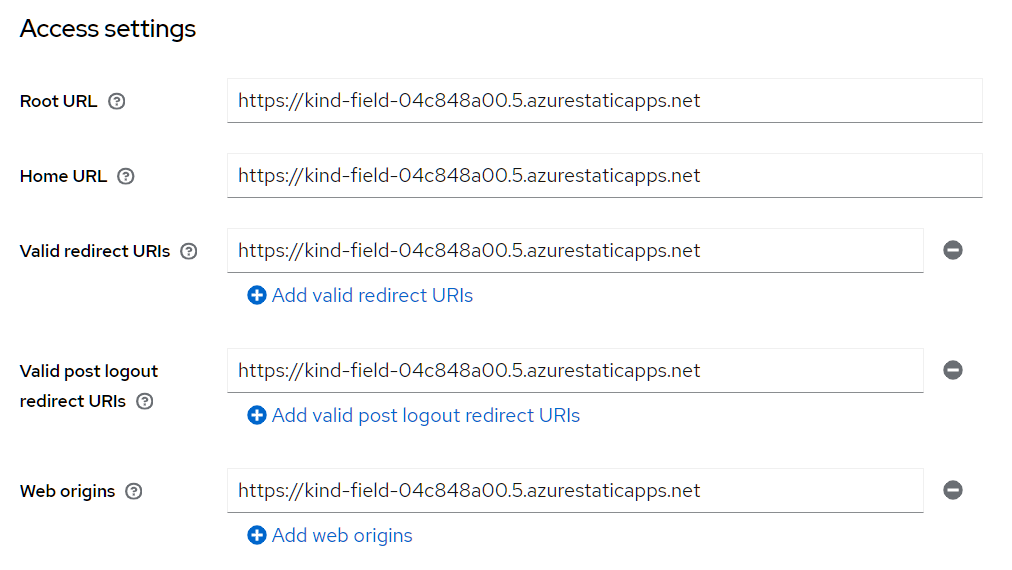 Access settings
Root URL
https://kind-field-04c848a00.5.azurestaticapps.net
Home URL
https://kind-field-04c848a00.5.azurestaticapps.net
Valid redirect URIs
https://kind-field-04c848a00.5.azurestaticapps.net
Add valid redirect URIs
Valid post logout
redirect URIs
https://kind-field-04c848a00.5.azurestaticapps.net
Add valid post logout redirect URIs
Web origins
https://kind-field-04c848a00.5.azurestaticapps.net
Add web origins